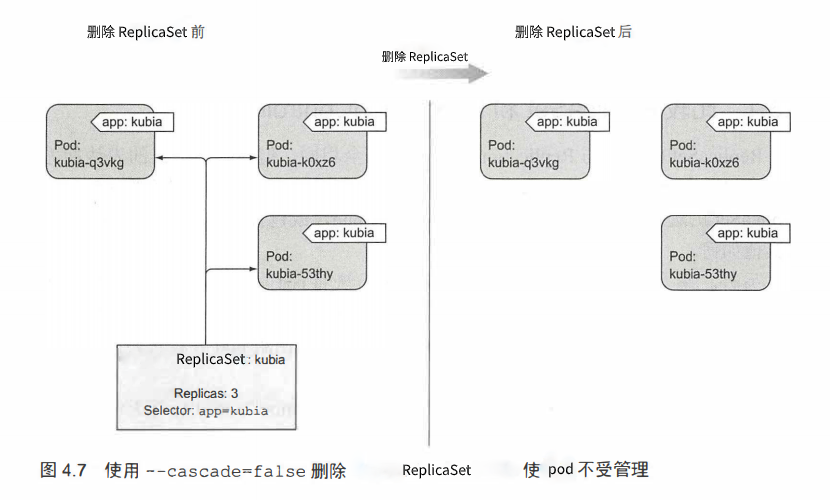 删除 ReplicaSet 前
删除 ReplicaSet
删除 ReplicaSet 后
app: kubia
Pod:
kubia-q3vkg
app: kubia
Pod:
kubia-k0xz6
app: kubia
Pod:
kubia-53thy
ReplicaSet : kubia
Replicas: 3
Selector: app=kubia
app: kubia
Pod:
kubia-q3vkg
app: kubia
Pod:
kubia-k0xz6
app: kubia
Pod:
kubia-53thy
图 4.7 使用 --cascade=false 删除 ReplicaSet 使 pod 不受管理